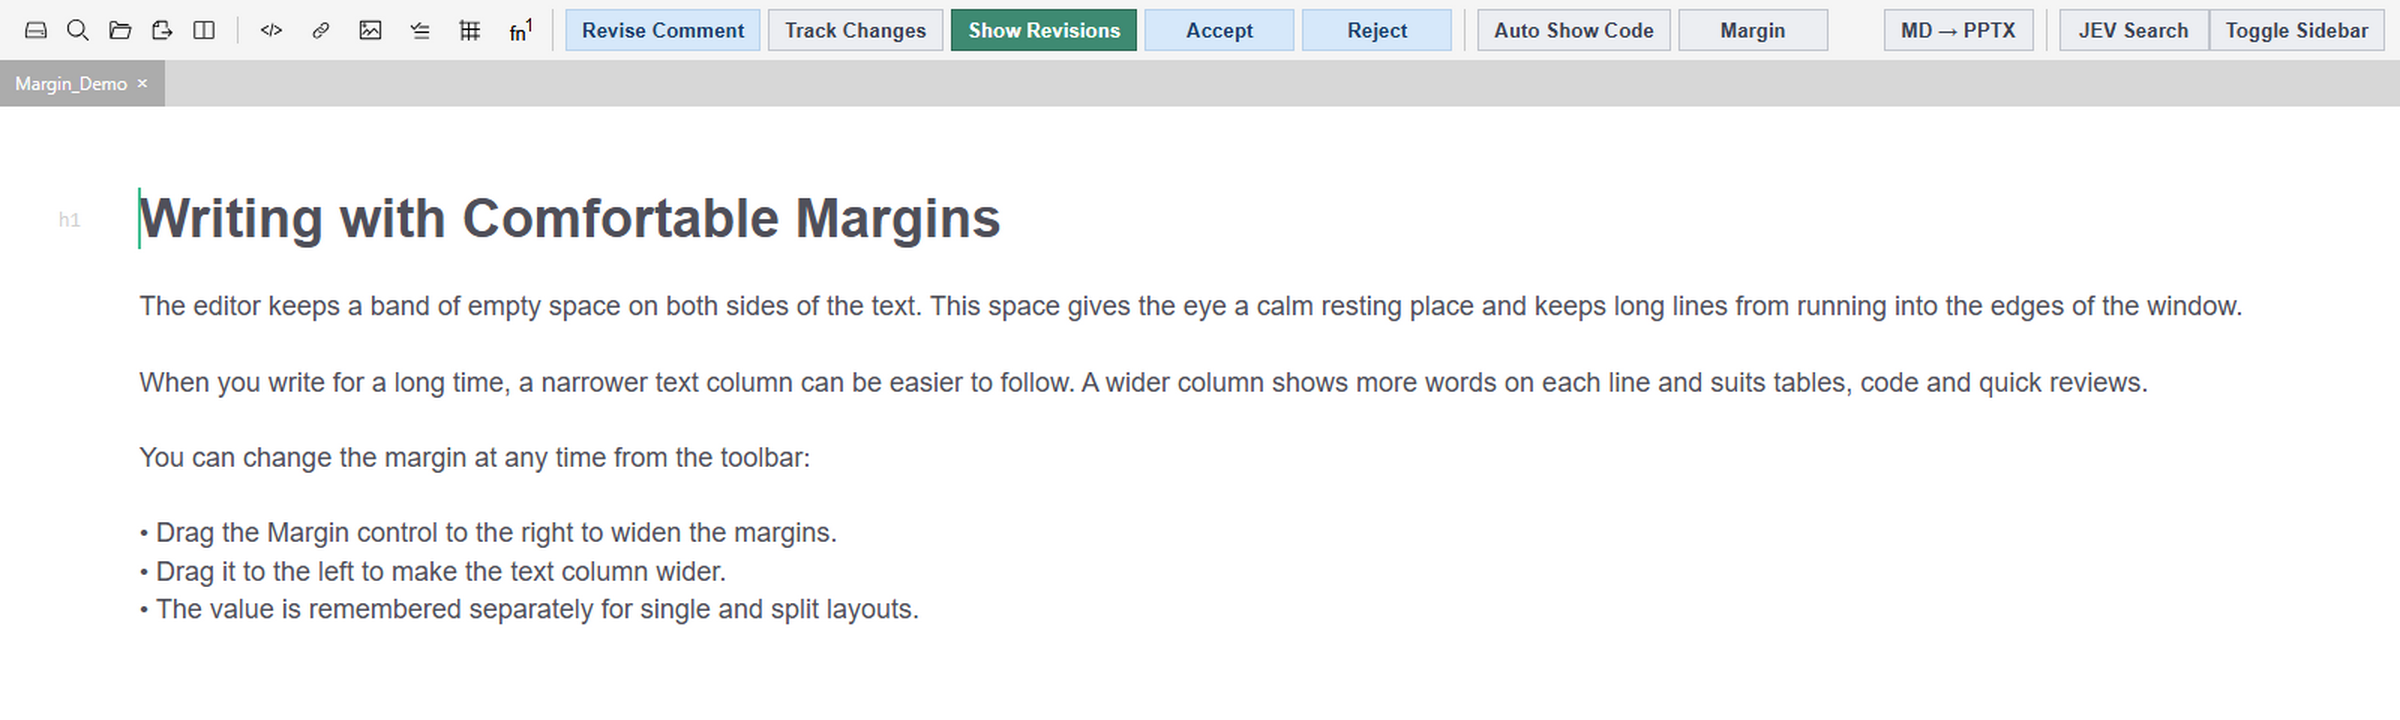 </> fn1 Revise Comment Track Changes Show Revisions Accept Reject Auto Show Code Margin MD → PPTX JEV Search Toggle Sidebar
Margin_Demo ×
h1 Writing with Comfortable Margins
The editor keeps a band of empty space on both sides of the text. This space gives the eye a calm resting place and keeps long lines from running into the edges of the window.
When you write for a long time, a narrower text column can be easier to follow. A wider column shows more words on each line and suits tables, code and quick reviews.
You can change the margin at any time from the toolbar:
• Drag the Margin control to the right to widen the margins.
• Drag it to the left to make the text column wider.
• The value is remembered separately for single and split layouts.